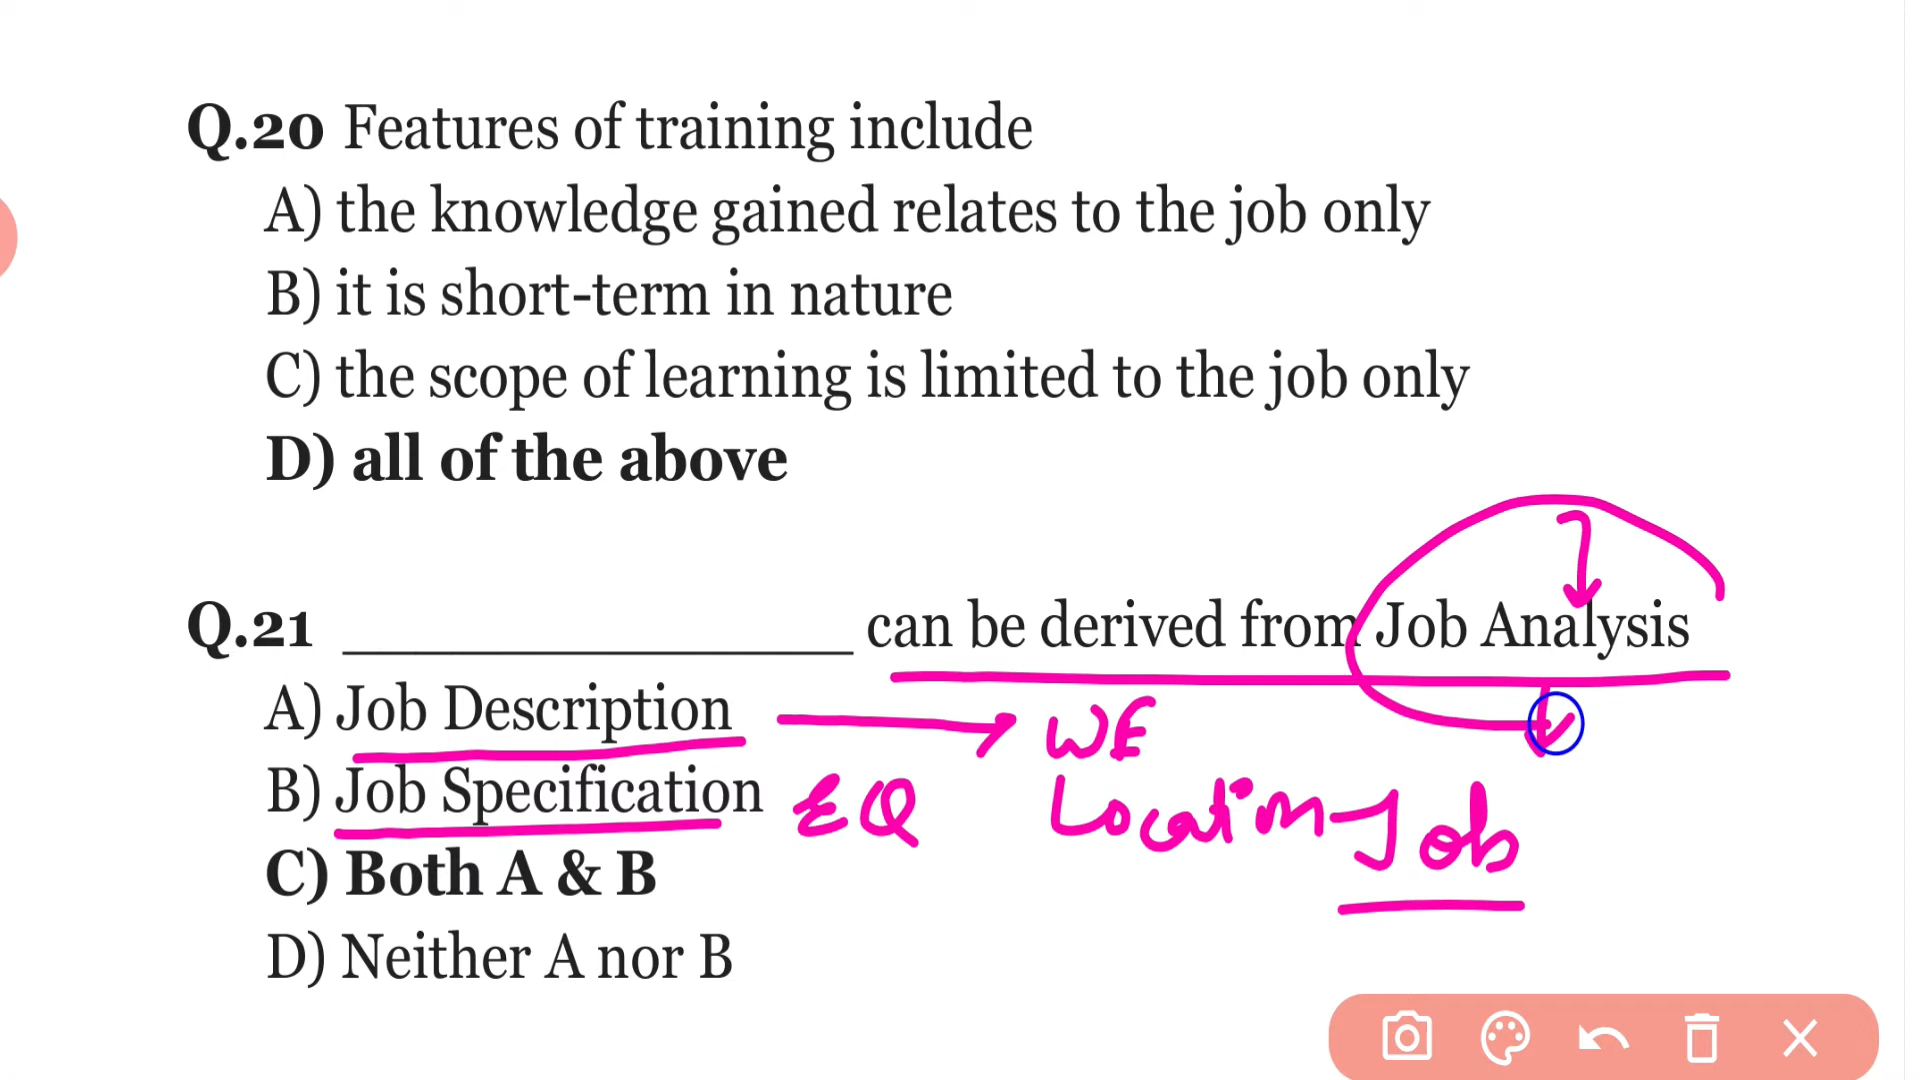 Q.20 Features of training include
A) the knowledge gained relates to the job only
B) it is short-term in nature
C) the scope of learning is limited to the job only
D) all of the above
Q.21 ________________ can be derived from Job Analysis
A) Job Description WE
B) Job Specification EQ Location Job
C) Both A & B
D) Neither A nor B